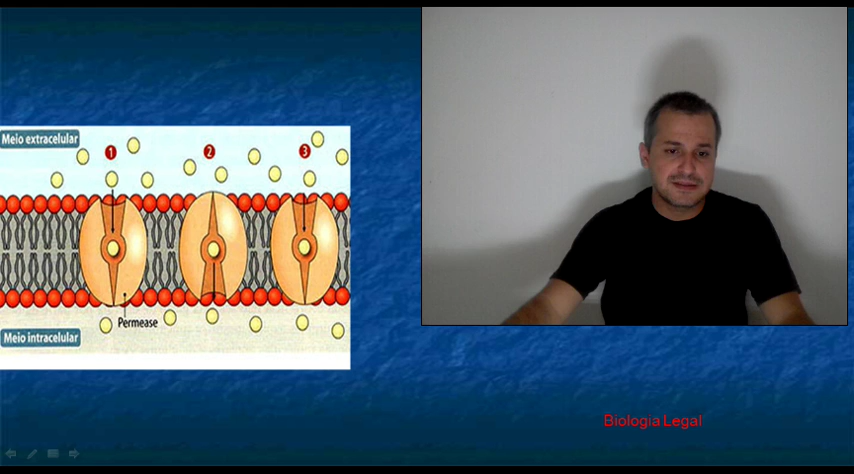 Meio extracelular
1
2
3
Permease
Meio intracelular
Biologia Legal